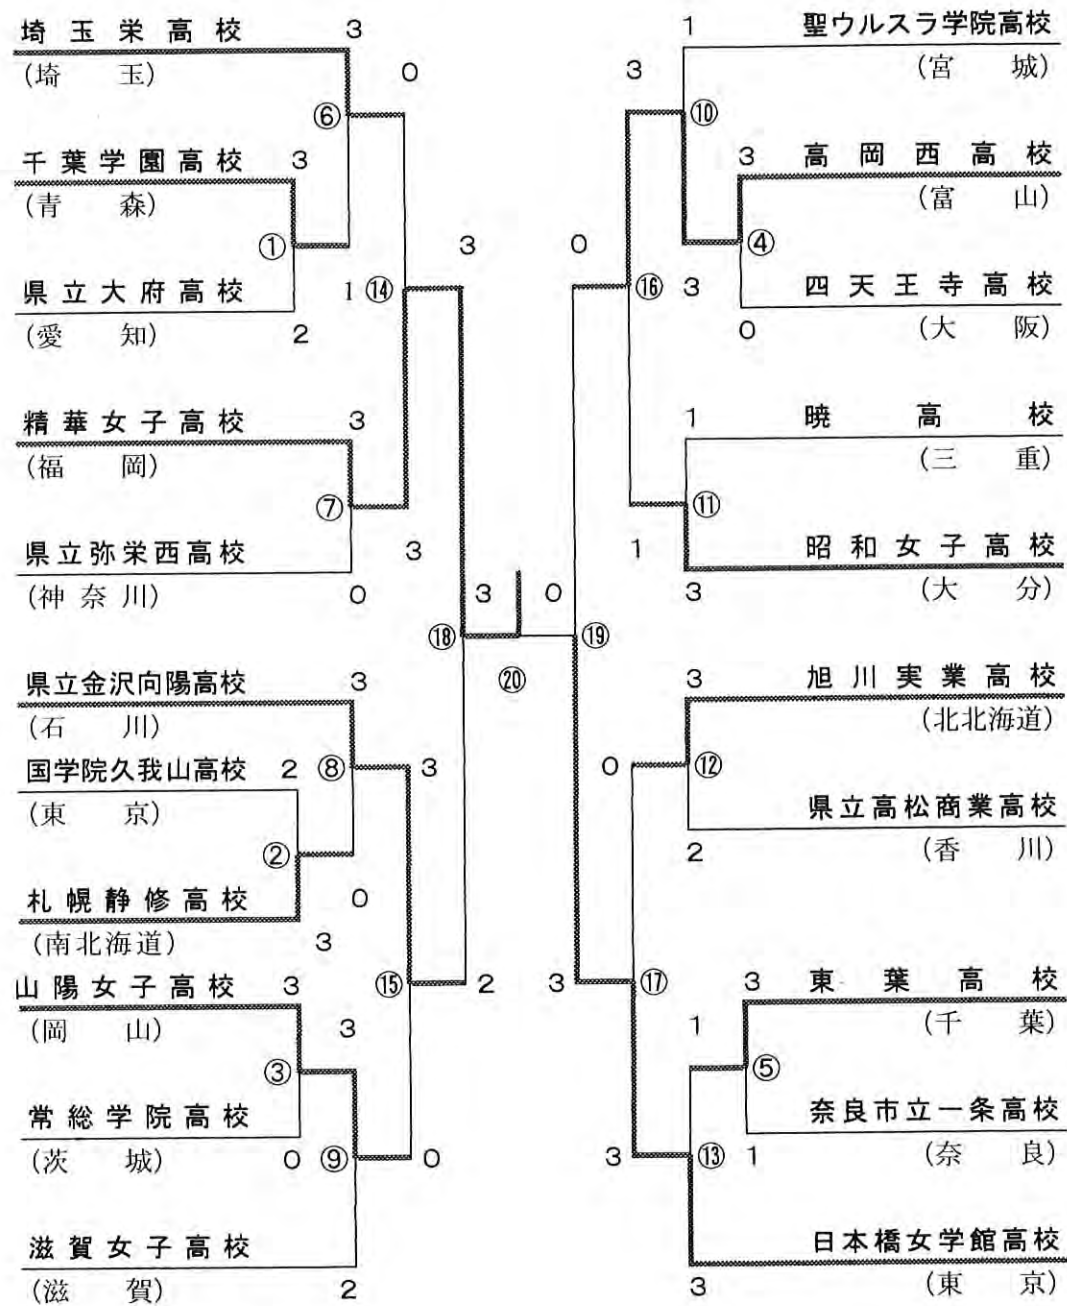 埼玉栄高校 3
(埼玉)
0
⑥
千葉学園高校 3
(青森)
①
県立大府高校
(愛知) 2
1 ⑭
3
精華女子高校 3
(福岡)
⑦
県立弥栄西高校
(神奈川) 0
3
⑱
3 0
⑳
県立金沢向陽高校 3
(石川)
国学院久我山高校 2 ⑧ 3
(東京)
②
札幌静修高校 0
(南北海道) 3
山陽女子高校 3 ⑮ 2
(岡山) 3
③
常総学院高校
(茨城) 0 ⑨ 0
滋賀女子高校
(滋賀) 2
1 聖ウルスラ学院高校
(宮城)
3
⑩
3 高岡西高校
(富山)
④
0 ⑯ 3 四天王寺高校
0 (大阪)
1 暁高校
(三重)
⑪
1 昭和女子高校
3 (大分)
⑲
3 旭川実業高校
(北北海道)
0 ⑫
県立高松商業高校
2 (香川)
3 ⑰
3 東葉高校
1 (千葉)
⑤
奈良市立一条高校
3 ⑬ 1 (奈良)
日本橋女学館高校
3 (東京)